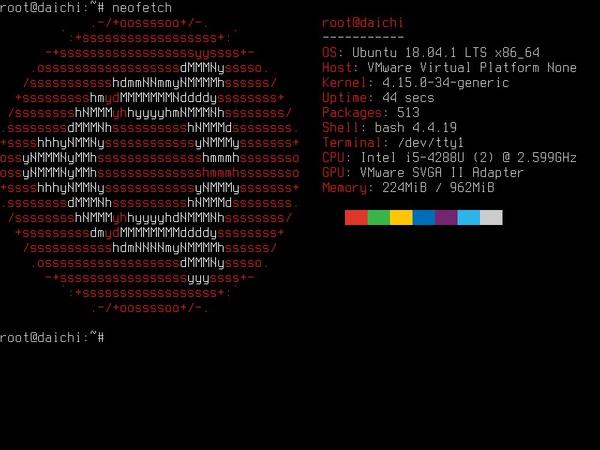 root@daichi:~# neofetch
root@daichi
-----------
OS: Ubuntu 18.04.1 LTS x86_64
Host: VMware Virtual Platform None
Kernel: 4.15.0-34-generic
Uptime: 44 secs
Packages: 513
Shell: bash 4.4.19
Terminal: /dev/tty1
CPU: Intel i5-4288U (2) @ 2.599GHz
GPU: VMware SVGA II Adapter
Memory: 224MiB / 962MiB
root@daichi:~#